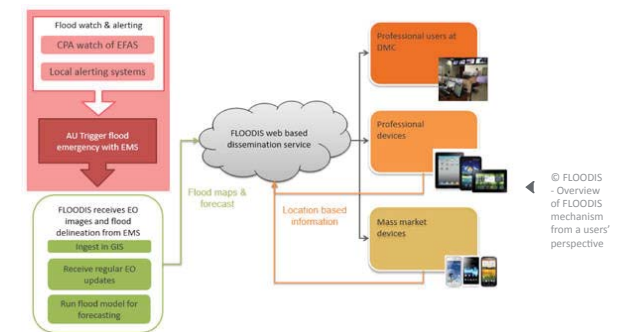 Flood watch & alerting
CPA watch of EFAS
Local alerting systems
AU Trigger flood
emergency with EMS
FLOODIS receives EO
images and flood
delineation from EMS
Ingest in GIS
Receive regular EO
updates
Run flood model for
forecasting
Flood maps &
forecast
FLOODIS web based
dissemination service
Location based
information
Professional users at
DMC
Professional
devices
Mass market
devices
© FLOODIS
- Overview
of FLOODIS
mechanism
from a users'
perspective